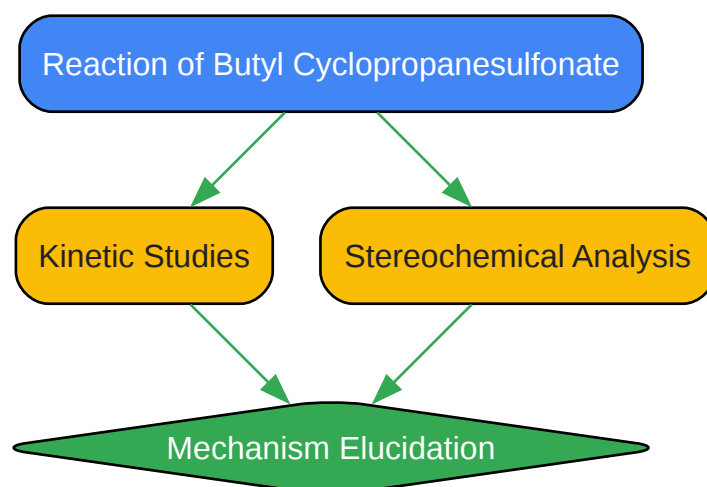 Reaction of Butyl Cyclopropanesulfonate
Kinetic Studies
Stereochemical Analysis
Mechanism Elucidation